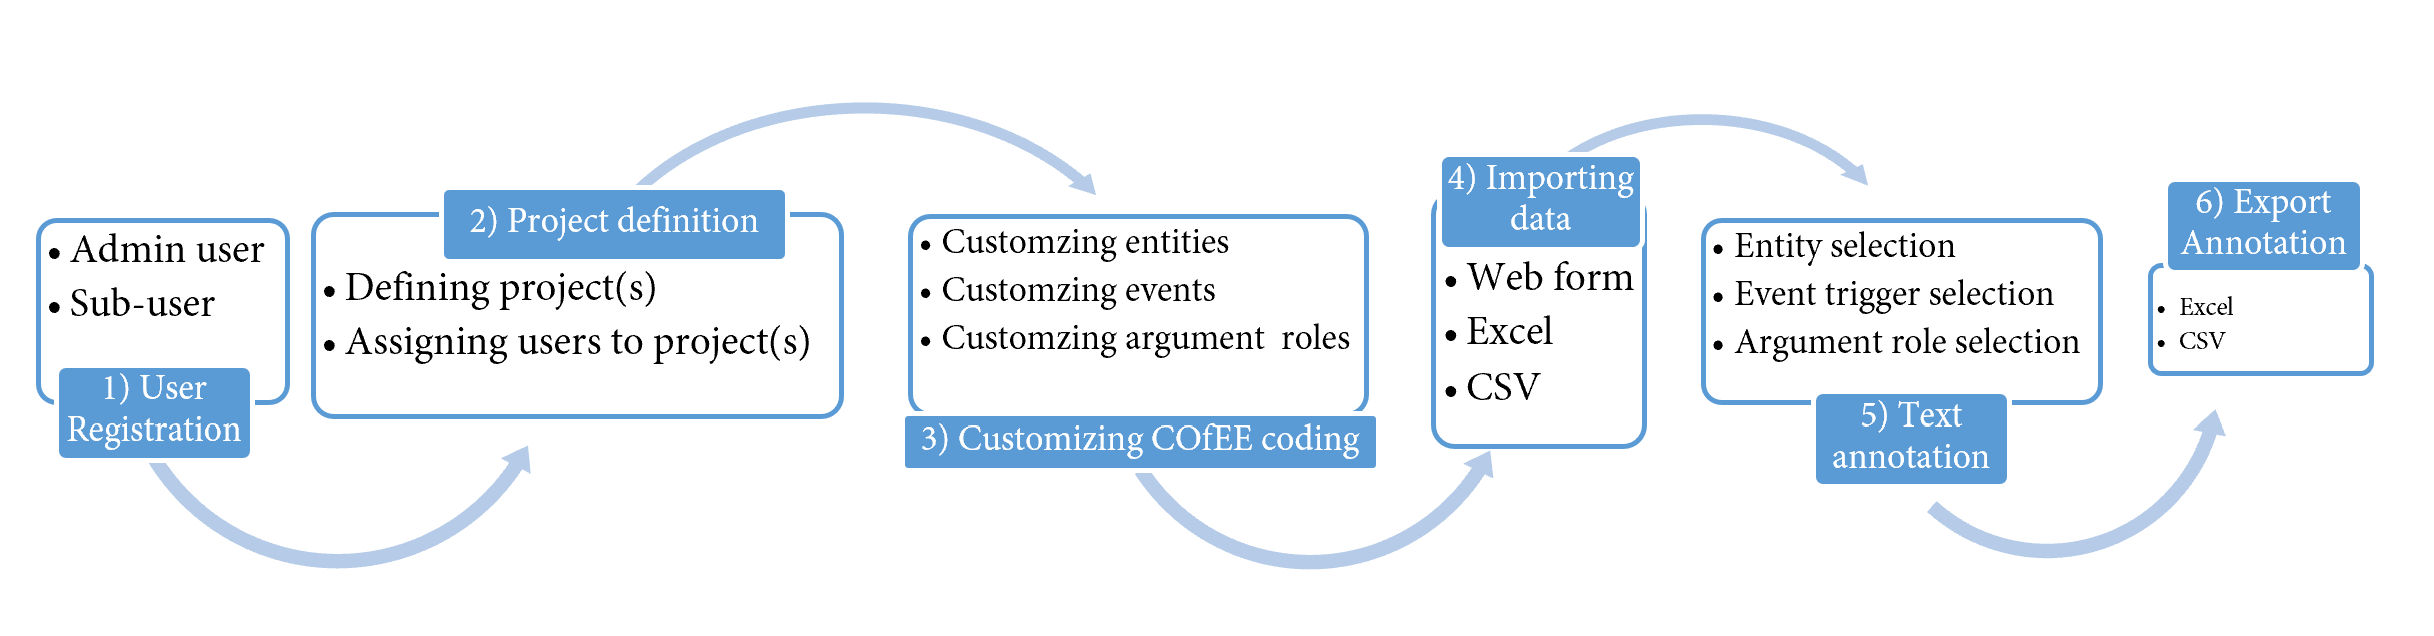 • Admin user
• Sub-user
1) User
Registration
2) Project definition
• Defining project(s)
• Assigning users to project(s)
• Customzing entities
• Customzing events
• Customzing argument roles
3) Customizing COfEE coding
4) Importing
data
• Web form
• Excel
• CSV
• Entity selection
• Event trigger selection
• Argument role selection
5) Text
annotation
6) Export
Annotation
• Excel
• CSV